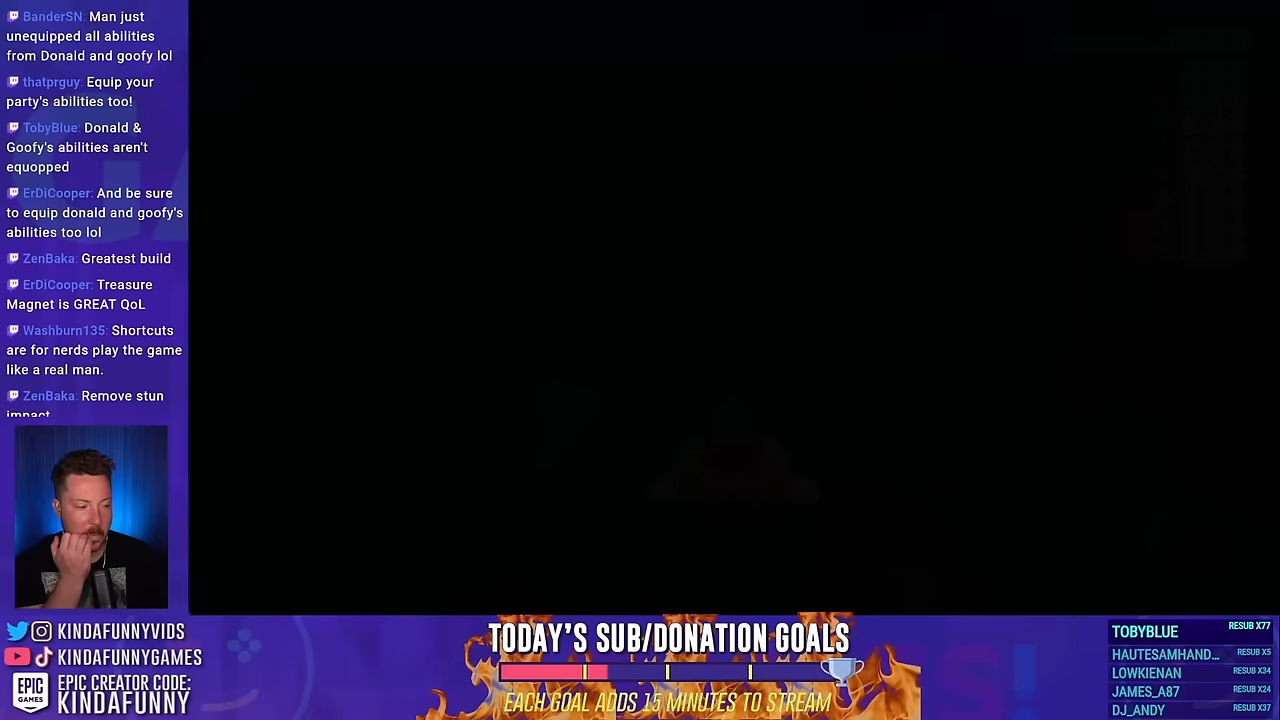 BanderSN: Man just
unequipped all abilities
from Donald and goofy lol
thatprguy: Equip your
party's abilities too!
TobyBlue: Donald &
Goofy's abilities aren't
equopped
ErDiCooper: And be sure
to equip donald and goofy's
abilities too lol
ZenBaka: Greatest build
ErDiCooper: Treasure
Magnet is GREAT QoL
Washburn135: Shortcuts
are for nerds play the game
like a real man.
ZenBaka: Remove stun
impact
KINDAFUNNYVIDS
KINDAFUNNYGAMES
EPIC GAMES
EPIC CREATOR CODE:
KINDAFUNNY
TODAY'S SUB/DONATION GOALS
EACH GOAL ADDS 15 MINUTES TO STREAM
TOBYBLUE RESUB X77
HAUTESAMHAND... RESUB X5
LOWKIENAN RESUB X34
JAMES_A87 RESUB X24
DJ_ANDY RESUB X37